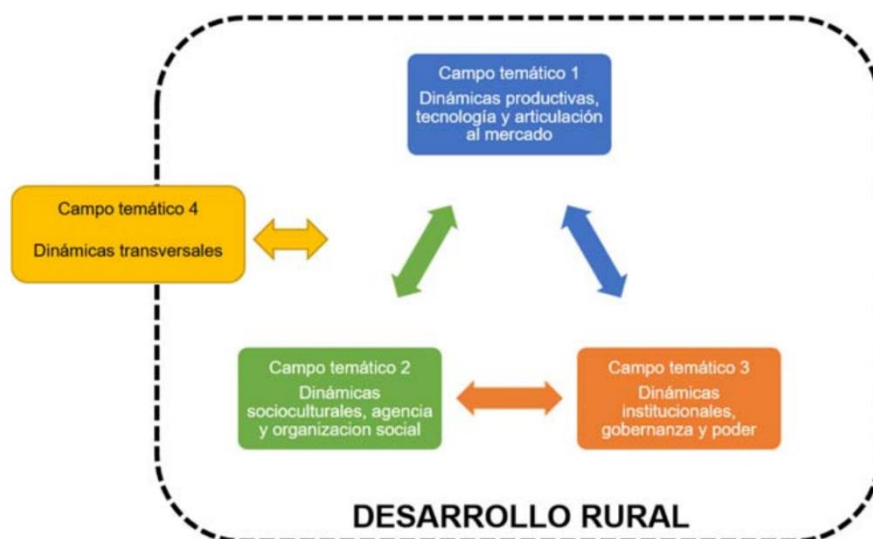 Campo temático 1
Dinámicas productivas,
tecnología y articulación
al mercado
Campo temático 4
Dinámicas transversales
Campo temático 2
Dinámicas
socioculturales, agencia
y organizacion social
Campo temático 3
Dinámicas
institucionales,
gobernanza y poder
DESARROLLO RURAL